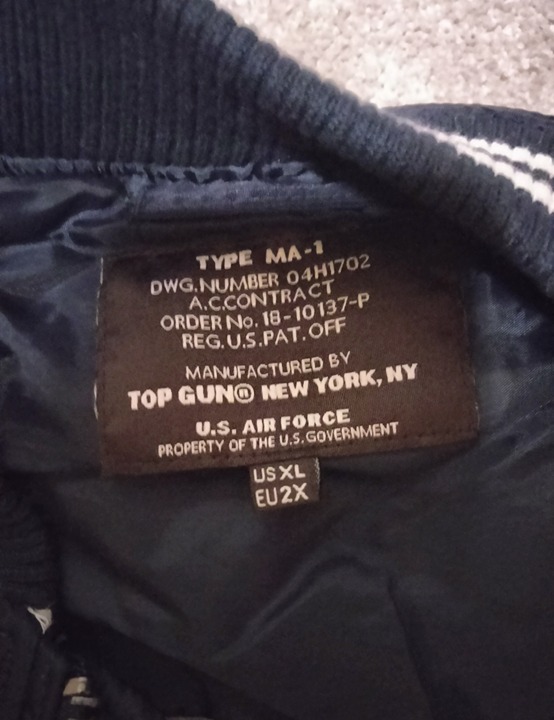 TYPE MA-1
DWG.NUMBER 04H1702
A.C.CONTRACT
ORDER No. 18-10137-P
REG. U.S.PAT. OFF
MANUFACTURED BY
TOP GUN® NEW YORK, NY
U.S. AIR FORCE
PROPERTY OF THE U.S.GOVERNMENT
US XL
EU 2X